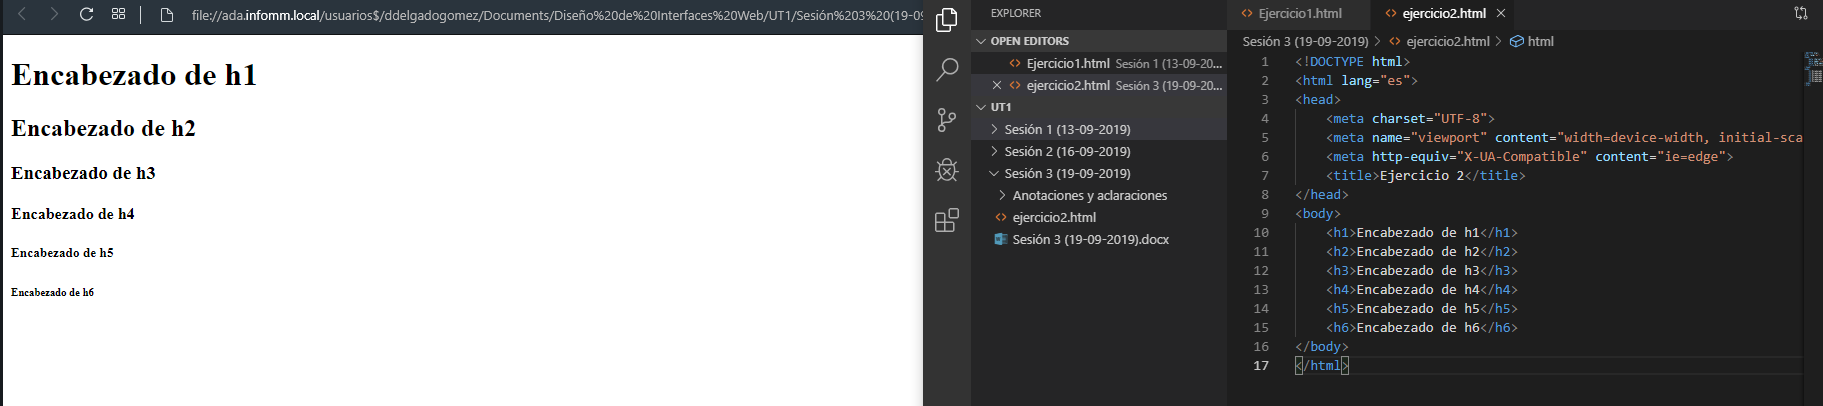 file://ada.infomm.local/usuarios$/ddelgadogomez/Documents/Diseño%20de%20Interfaces%20Web/UT1/Sesión%203%20(19-09
Encabezado de h1
Encabezado de h2
Encabezado de h3
Encabezado de h4
Encabezado de h5
Encabezado de h6
EXPLORER
OPEN EDITORS
Ejercicio1.html Sesión 1 (13-09-20...
ejercicio2.html Sesión 3 (19-09-20...
UT1
Sesión 1 (13-09-2019)
Sesión 2 (16-09-2019)
Sesión 3 (19-09-2019)
Anotaciones y aclaraciones
ejercicio2.html
Sesión 3 (19-09-2019).docx
Ejercicio1.html
ejercicio2.html
Sesión 3 (19-09-2019) > ejercicio2.html > html
1 <!DOCTYPE html>
2 <html lang="es">
3 <head>
4 <meta charset="UTF-8">
5 <meta name="viewport" content="width=device-width, initial-sca
6 <meta http-equiv="X-UA-Compatible" content="ie=edge">
7 <title>Ejercicio 2</title>
8 </head>
9 <body>
10 <h1>Encabezado de h1</h1>
11 <h2>Encabezado de h2</h2>
12 <h3>Encabezado de h3</h3>
13 <h4>Encabezado de h4</h4>
14 <h5>Encabezado de h5</h5>
15 <h6>Encabezado de h6</h6>
16 </body>
17 </html>